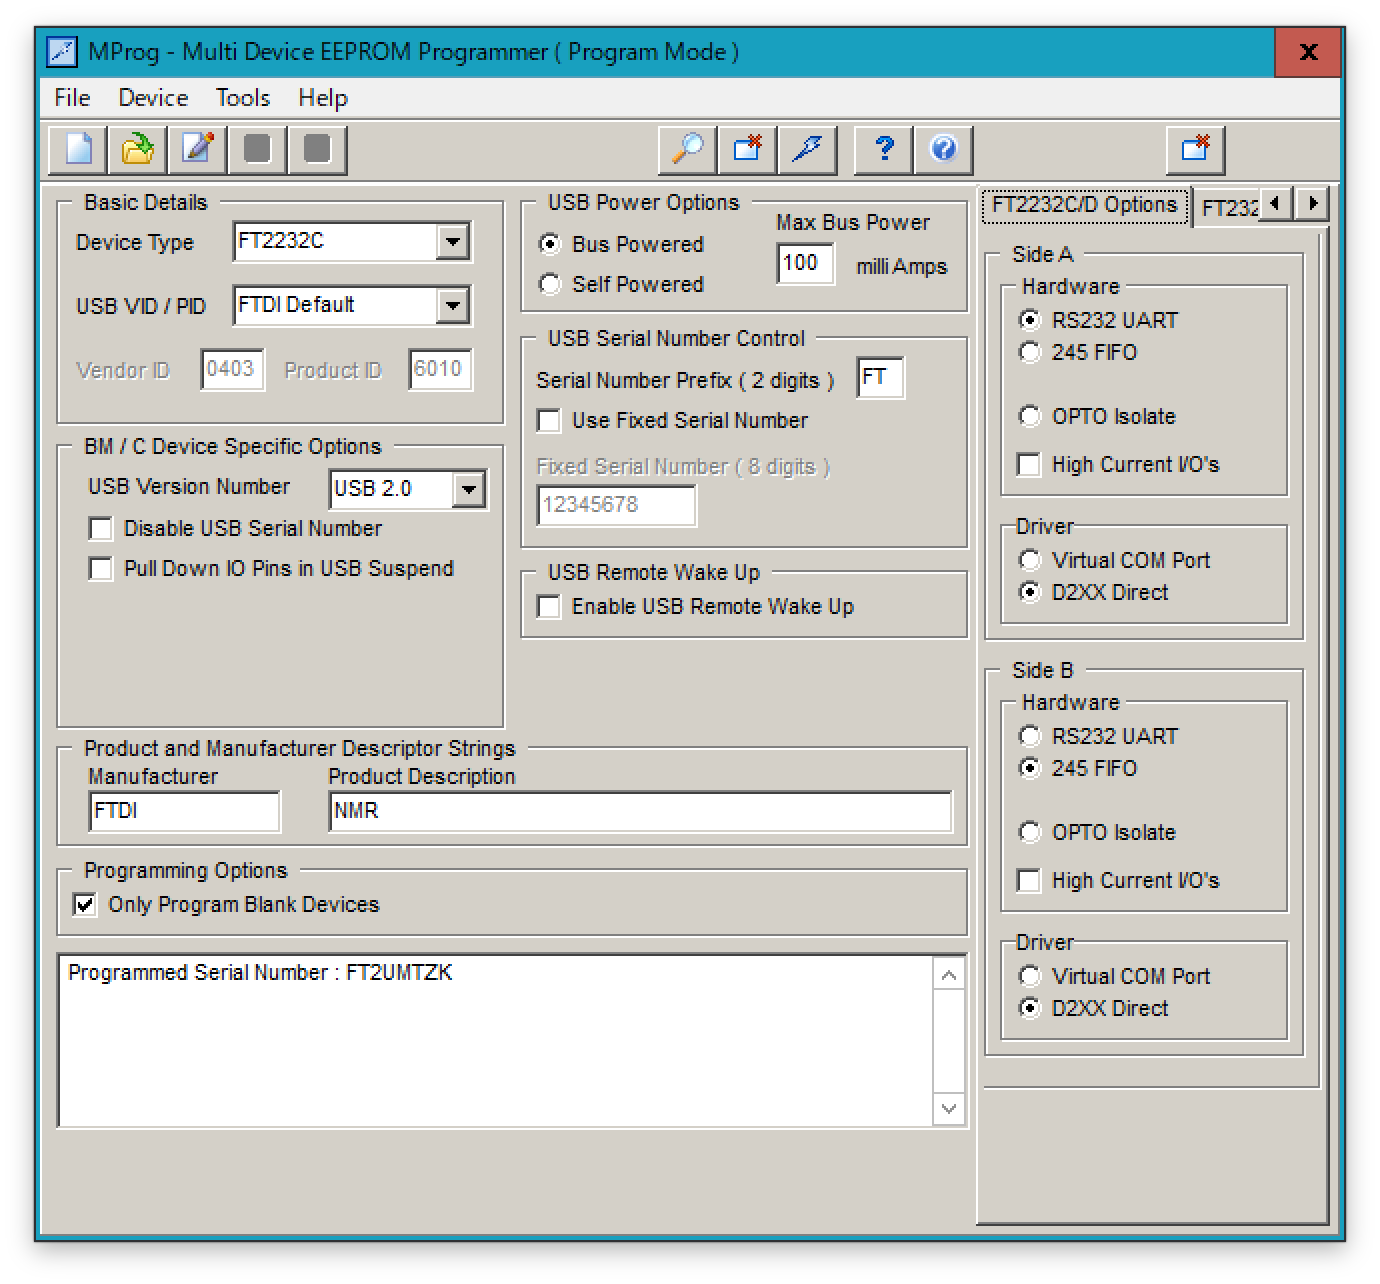 MProg - Multi Device EEPROM Programmer ( Program Mode )
x
File Device Tools Help
Basic Details
Device Type
FT2232C
USB VID / PID
FTDI Default
Vendor ID
0403
Product ID
6010
BM / C Device Specific Options
USB Version Number
USB 2.0
Disable USB Serial Number
Pull Down IO Pins in USB Suspend
USB Power Options
Bus Powered
Self Powered
Max Bus Power
100
milli Amps
USB Serial Number Control
Serial Number Prefix ( 2 digits )
FT
Use Fixed Serial Number
Fixed Serial Number ( 8 digits )
12345678
USB Remote Wake Up
Enable USB Remote Wake Up
Product and Manufacturer Descriptor Strings
Manufacturer
FTDI
Product Description
NMR
Programming Options
Only Program Blank Devices
Programmed Serial Number : FT2UMTZK
FT2232C/D Options
FT232
Side A
Hardware
RS232 UART
245 FIFO
OPTO Isolate
High Current I/O's
Driver
Virtual COM Port
D2XX Direct
Side B
Hardware
RS232 UART
245 FIFO
OPTO Isolate
High Current I/O's
Driver
Virtual COM Port
D2XX Direct